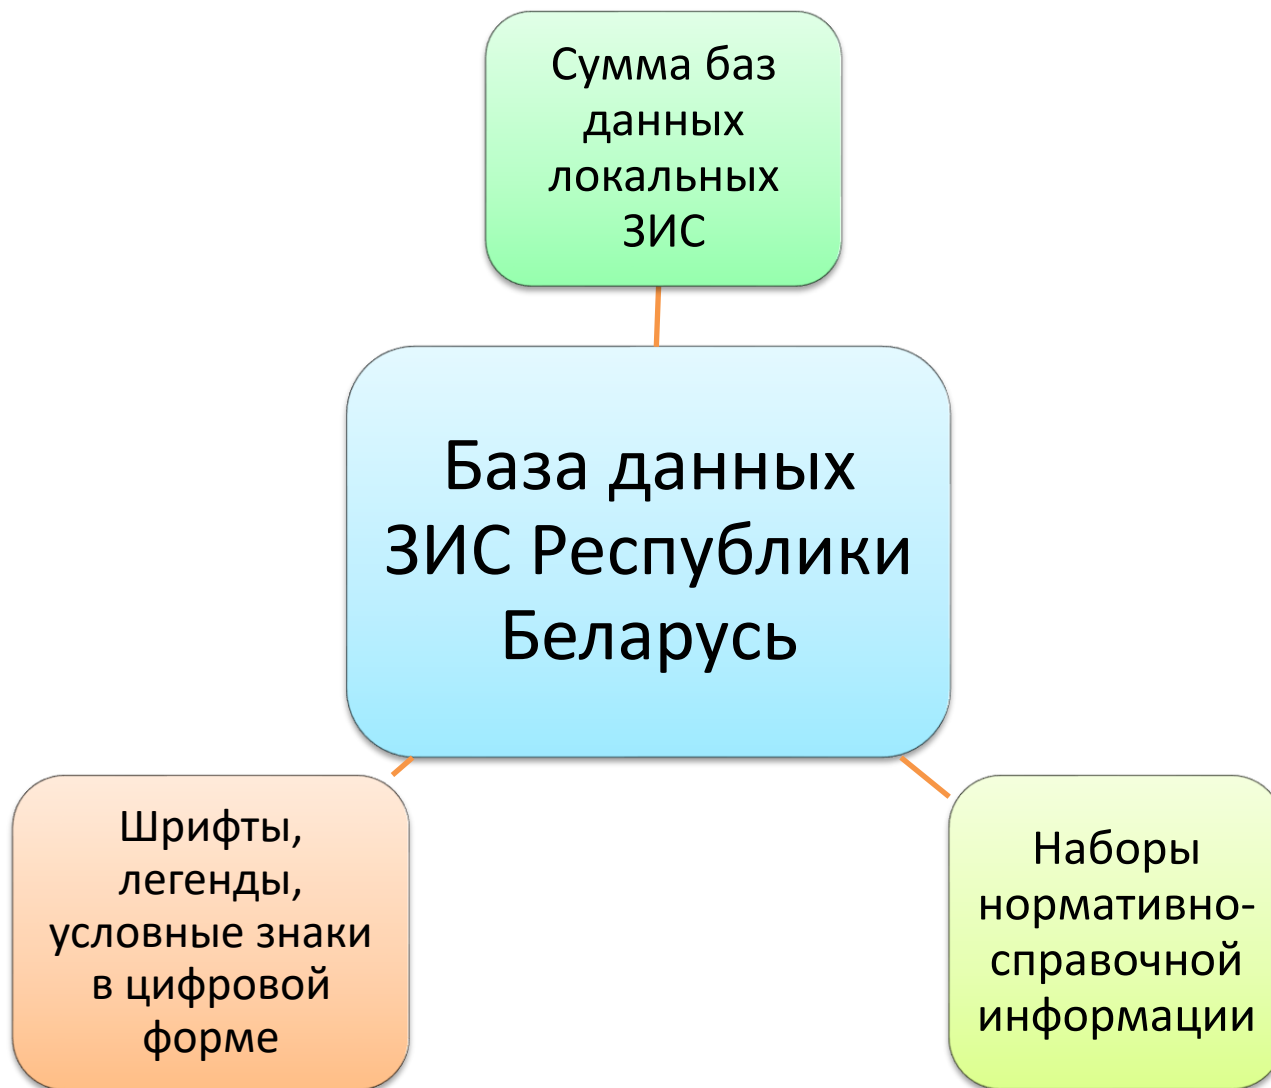 Сумма баз
данных
локальных
ЗИС
База данных
ЗИС Республики
Беларусь
Шрифты,
легенды,
условные знаки
в цифровой
форме
Наборы
нормативно-
справочной
информации